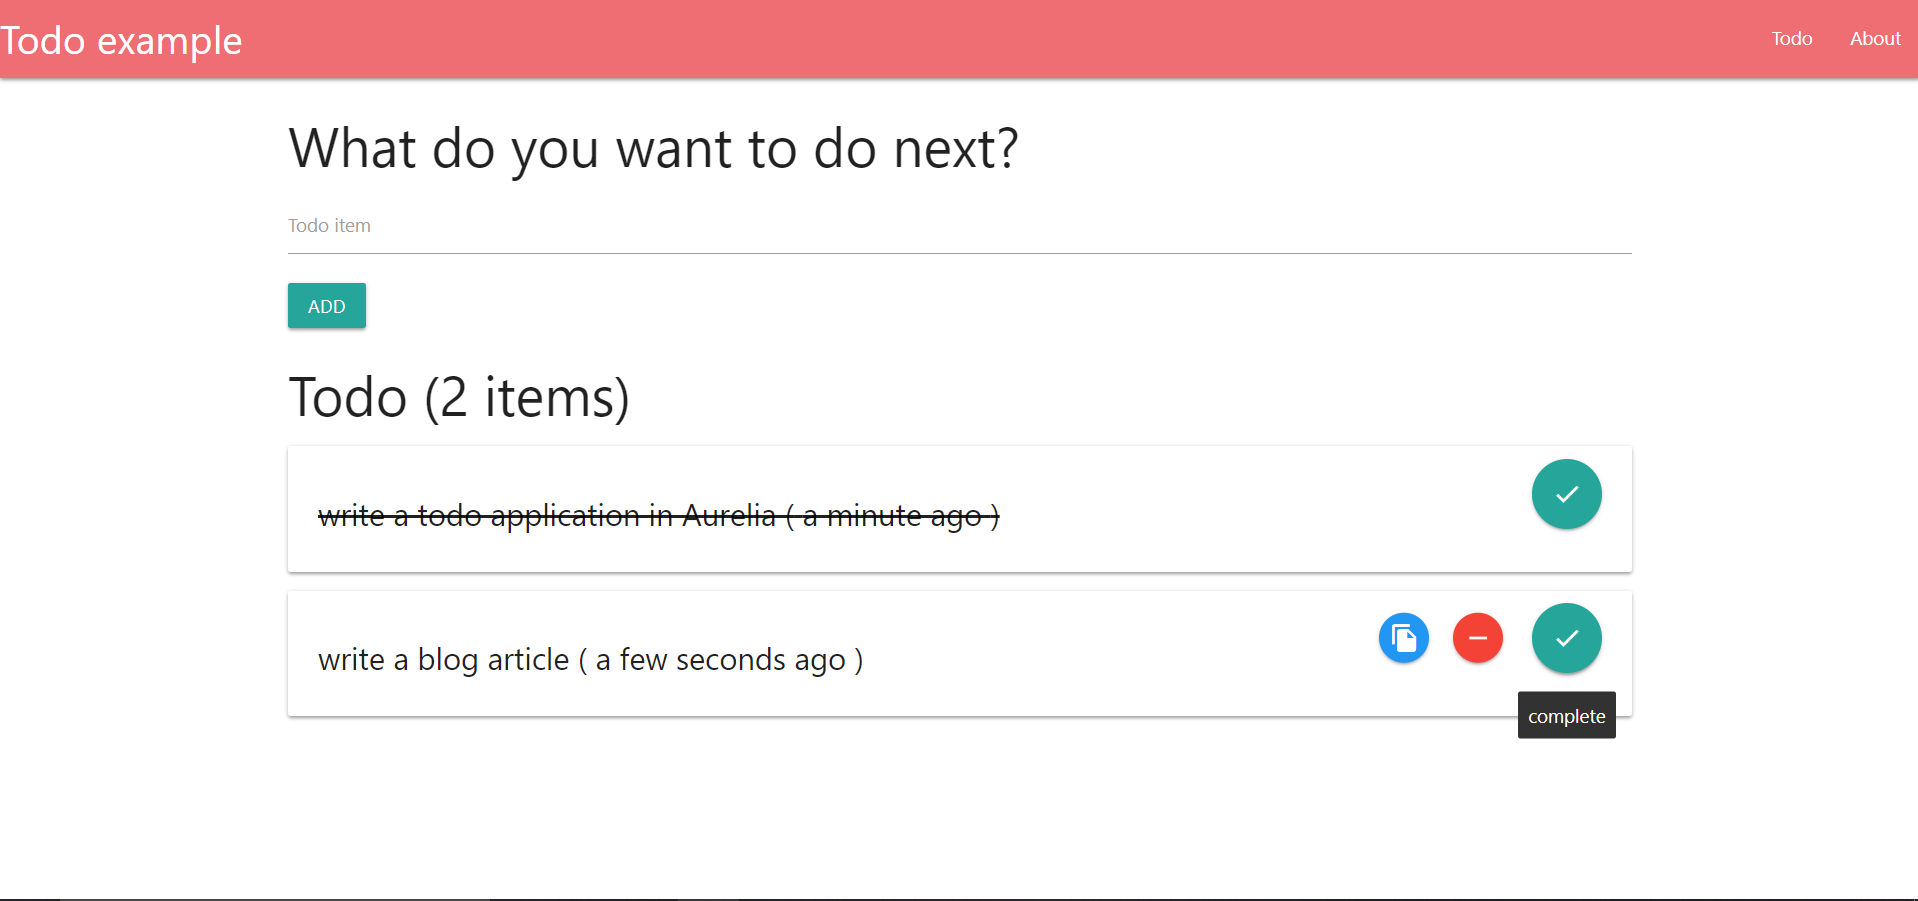 Todo example
Todo
About
What do you want to do next?
Todo item
ADD
Todo (2 items)
write a todo application in Aurelia ( a minute ago )
write a blog article ( a few seconds ago )
complete